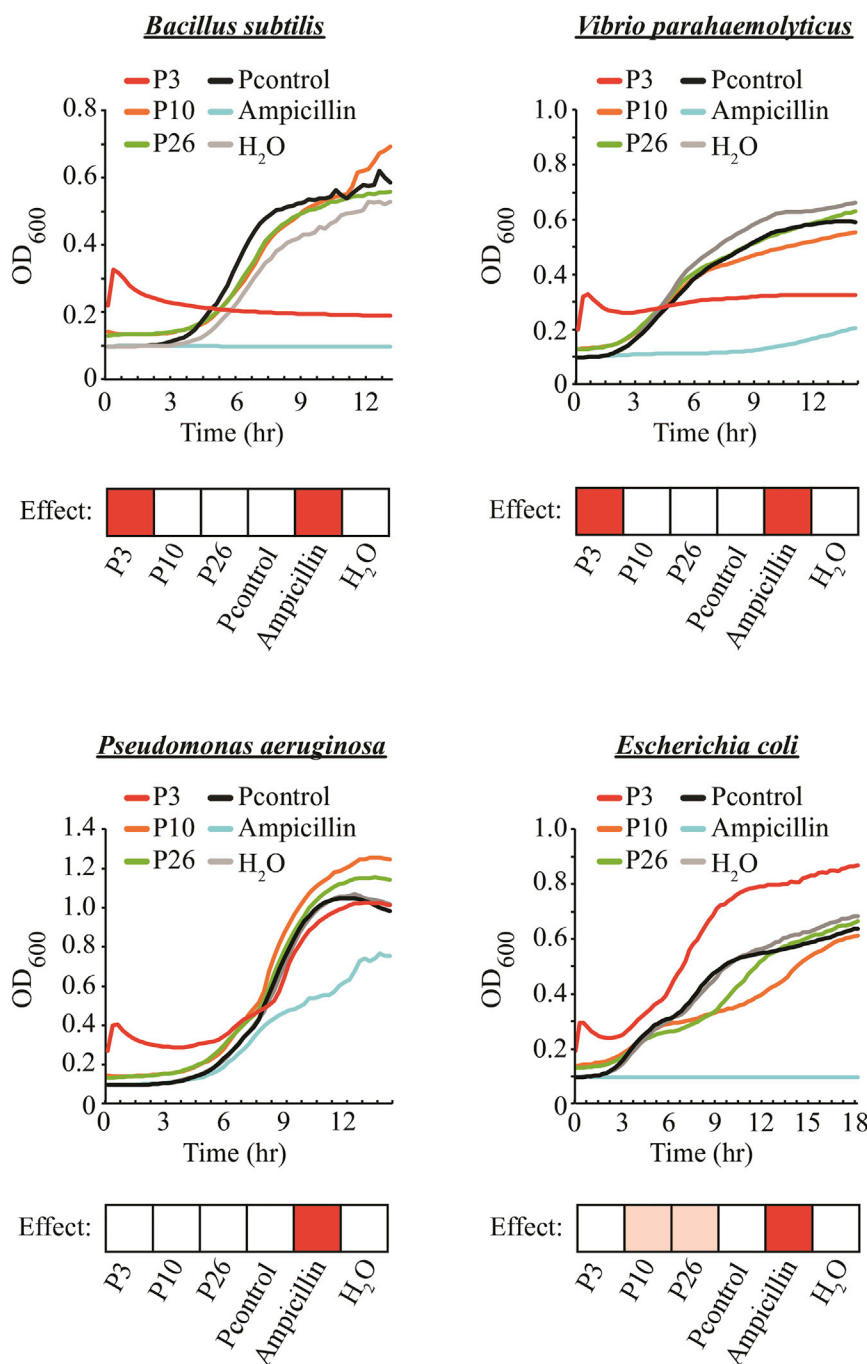 Bacillus subtilis
P3 Pcontrol
P10 Ampicillin
P26 H₂O
0.8
0.6
0.4
0.2
0
OD₆₀₀
0 3 6 9 12
Time (hr)
Effect:
P3 P10 P26 Pcontrol Ampicillin H₂O
Vibrio parahaemolyticus
P3 Pcontrol
P10 Ampicillin
P26 H₂O
1.0
0.8
0.6
0.4
0.2
0
OD₆₀₀
0 3 6 9 12
Time (hr)
Effect:
P3 P10 P26 Pcontrol Ampicillin H₂O
Pseudomonas aeruginosa
P3 Pcontrol
P10 Ampicillin
P26 H₂O
1.4
1.2
1.0
0.8
0.6
0.4
0.2
0
OD₆₀₀
0 3 6 9 12
Time (hr)
Effect:
P3 P10 P26 Pcontrol Ampicillin H₂O
Escherichia coli
P3 Pcontrol
P10 Ampicillin
P26 H₂O
1.0
0.8
0.6
0.4
0.2
0
OD₆₀₀
0 3 6 9 12 15 18
Time (hr)
Effect:
P3 P10 P26 Pcontrol Ampicillin H₂O